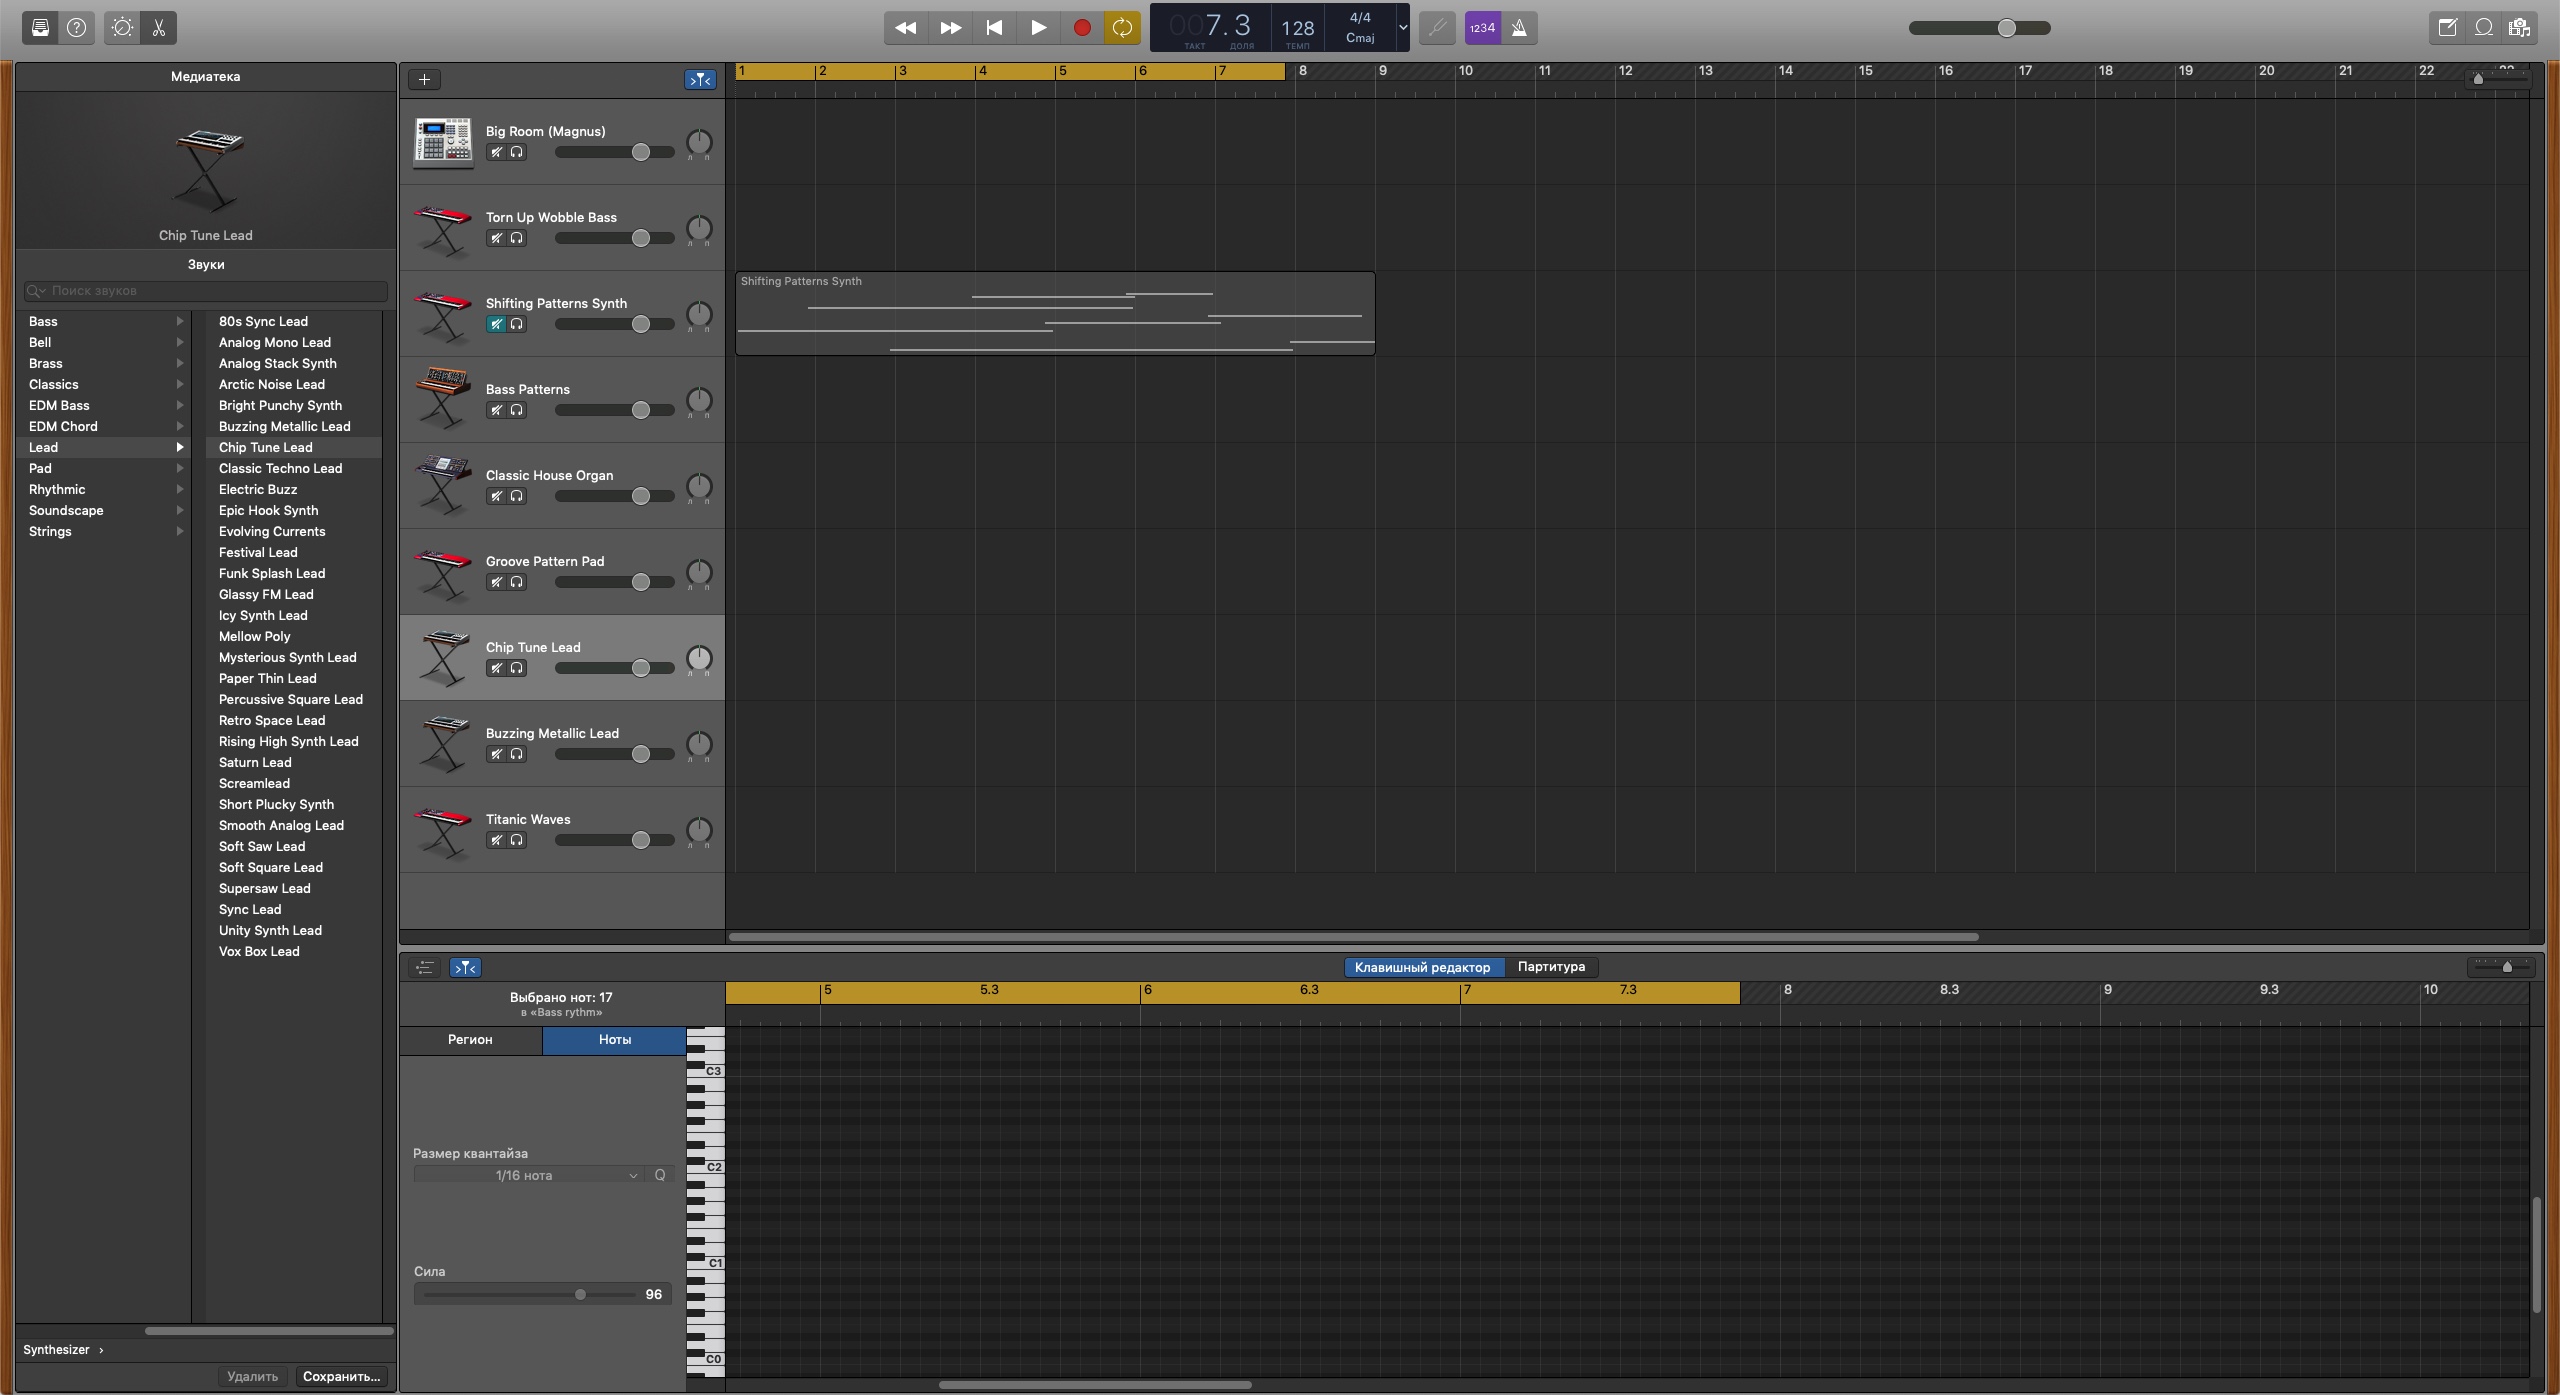 007.3
ТАКТ ДОЛЯ
128
ТЕМП
4/4
Cmaj
1234
Медиатека
Chip Tune Lead
Звуки
Поиск звуков
Bass
Bell
Brass
Classics
EDM Bass
EDM Chord
Lead
Pad
Rhythmic
Soundscape
Strings
80s Sync Lead
Analog Mono Lead
Analog Stack Synth
Arctic Noise Lead
Bright Punchy Synth
Buzzing Metallic Lead
Chip Tune Lead
Classic Techno Lead
Electric Buzz
Epic Hook Synth
Evolving Currents
Festival Lead
Funk Splash Lead
Glassy FM Lead
Icy Synth Lead
Mellow Poly
Mysterious Synth Lead
Paper Thin Lead
Percussive Square Lead
Retro Space Lead
Rising High Synth Lead
Saturn Lead
Screamlead
Short Plucky Synth
Smooth Analog Lead
Soft Saw Lead
Soft Square Lead
Supersaw Lead
Sync Lead
Unity Synth Lead
Vox Box Lead
Synthesizer ›
Удалить
Сохранить...
1 2 3 4 5 6 7 8 9 10 11 12 13 14 15 16 17 18 19 20 21 22 23
Big Room (Magnus)
Л П
Torn Up Wobble Bass
Л П
Shifting Patterns Synth
Л П
Shifting Patterns Synth
Bass Patterns
Л П
Classic House Organ
Л П
Groove Pattern Pad
Л П
Chip Tune Lead
Л П
Buzzing Metallic Lead
Л П
Titanic Waves
Л П
Клавишный редактор
Партитура
Выбрано нот: 17
в «Bass rythm»
5 5.3 6 6.3 7 7.3 8 8.3 9 9.3 10
Регион
Ноты
Размер квантайза
1/16 нота
Q
Сила
96
C3
C2
C1
C0